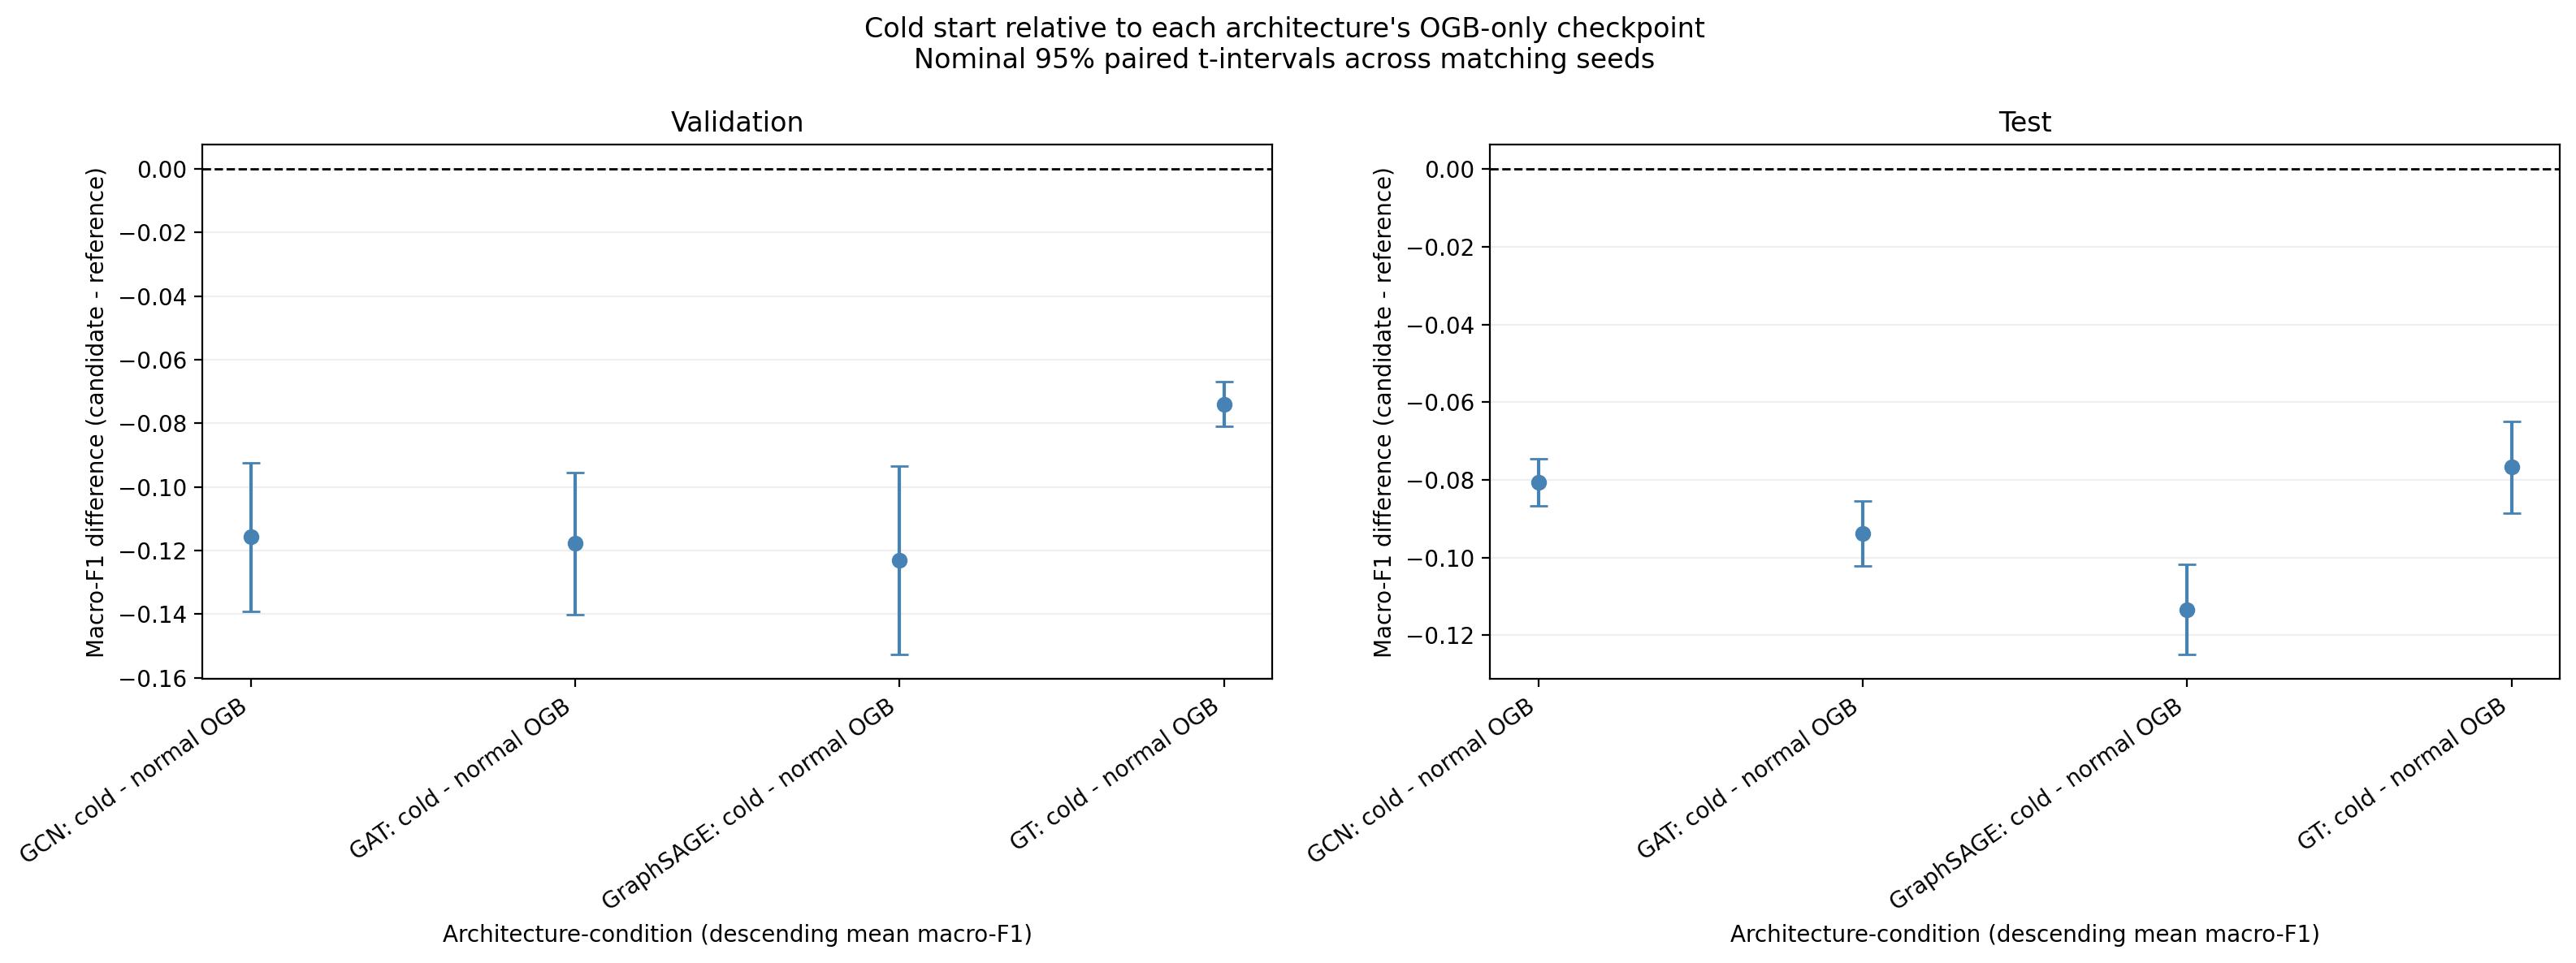 Cold start relative to each architecture's OGB-only checkpoint
Nominal 95% paired t-intervals across matching seeds
Validation
Macro-F1 difference (candidate - reference)
0.00
−0.02
−0.04
−0.06
−0.08
−0.10
−0.12
−0.14
−0.16
GCN: cold - normal OGB
GAT: cold - normal OGB
GraphSAGE: cold - normal OGB
GT: cold - normal OGB
Architecture-condition (descending mean macro-F1)
Test
Macro-F1 difference (candidate - reference)
0.00
−0.02
−0.04
−0.06
−0.08
−0.10
−0.12
GCN: cold - normal OGB
GAT: cold - normal OGB
GraphSAGE: cold - normal OGB
GT: cold - normal OGB
Architecture-condition (descending mean macro-F1)